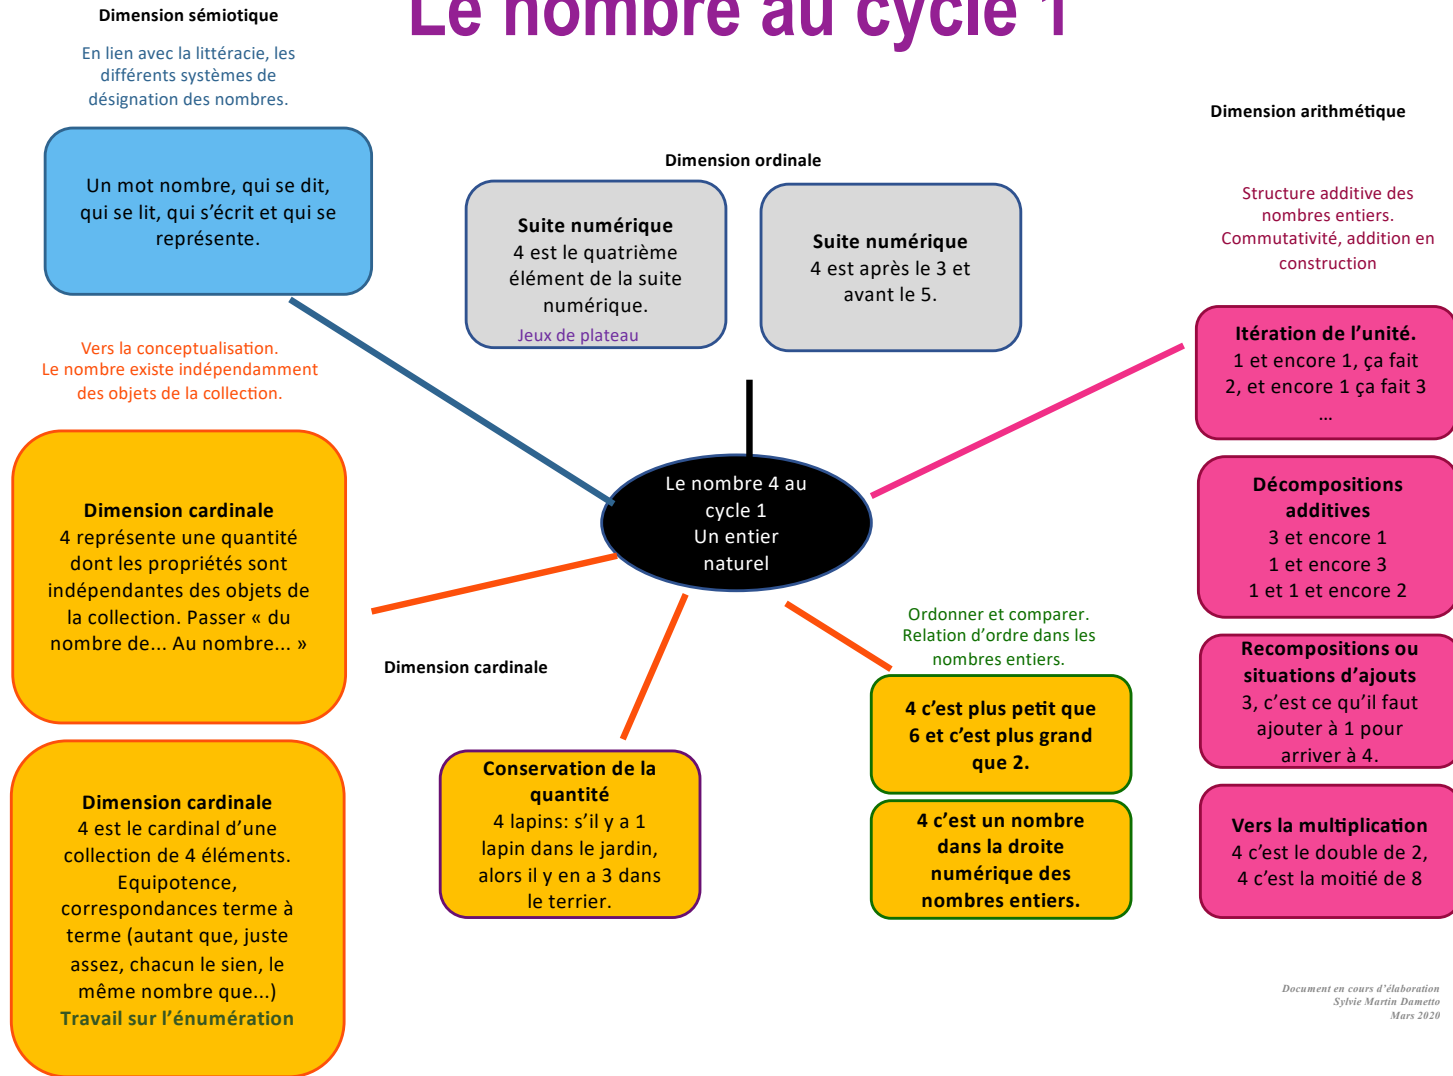 Le nombre au cycle 1
Dimension sémiotique
En lien avec la littéracie, les
différents systèmes de
désignation des nombres.
Un mot nombre, qui se dit,
qui se lit, qui s’écrit et qui se
représente.
Dimension ordinale
Suite numérique
4 est le quatrième
élément de la suite
numérique.
Jeux de plateau
Suite numérique
4 est après le 3 et
avant le 5.
Dimension arithmétique
Structure additive des
nombres entiers.
Commutativité, addition en
construction
Itération de l’unité.
1 et encore 1, ça fait
2, et encore 1 ça fait 3
…
Décompositions
additives
3 et encore 1
1 et encore 3
1 et 1 et encore 2
Recompositions ou
situations d’ajouts
3, c’est ce qu’il faut
ajouter à 1 pour
arriver à 4.
Vers la multiplication
4 c’est le double de 2,
4 c’est la moitié de 8
Le nombre 4 au
cycle 1
Un entier
naturel
Vers la conceptualisation.
Le nombre existe indépendamment
des objets de la collection.
Dimension cardinale
4 représente une quantité
dont les propriétés sont
indépendantes des objets de
la collection. Passer « du
nombre de... Au nombre... »
Dimension cardinale
4 est le cardinal d’une
collection de 4 éléments.
Equipotence,
correspondances terme à
terme (autant que, juste
assez, chacun le sien, le
même nombre que...)
Travail sur l’énumération
Dimension cardinale
Conservation de la
quantité
4 lapins: s’il y a 1
lapin dans le jardin,
alors il y en a 3 dans
le terrier.
Ordonner et comparer.
Relation d’ordre dans les
nombres entiers.
4 c’est plus petit que
6 et c’est plus grand
que 2.
4 c’est un nombre
dans la droite
numérique des
nombres entiers.
Document en cours d’élaboration
Sylvie Martin Dametto
Mars 2020